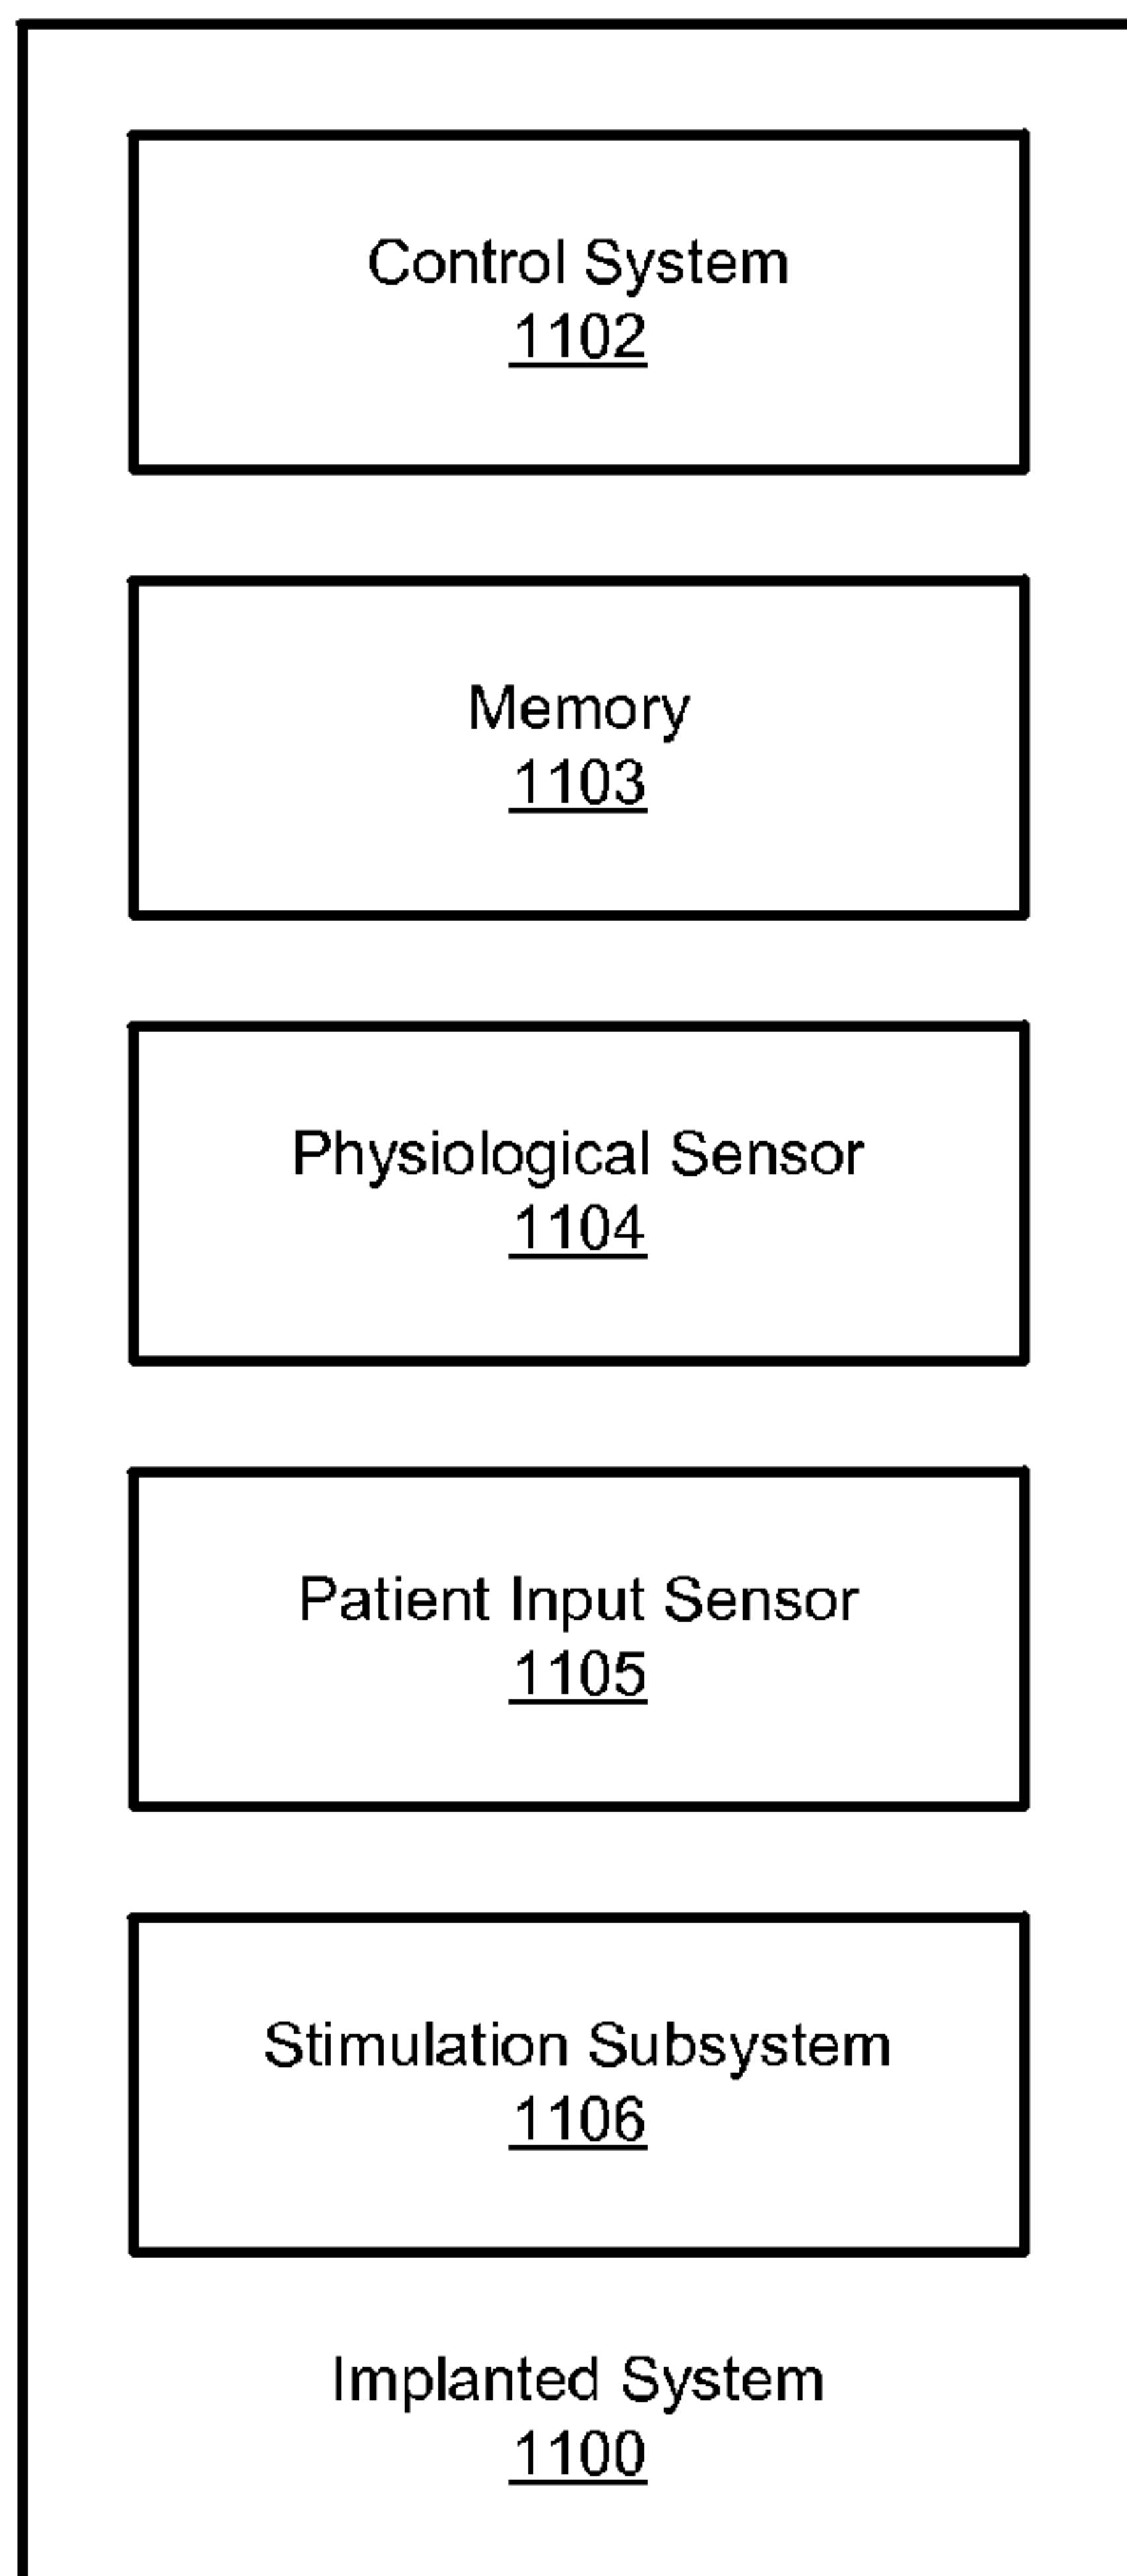 Control System
1102
Memory
1103
Physiological Sensor
1104
Patient Input Sensor
1105
Stimulation Subsystem
1106
Implanted System
1100